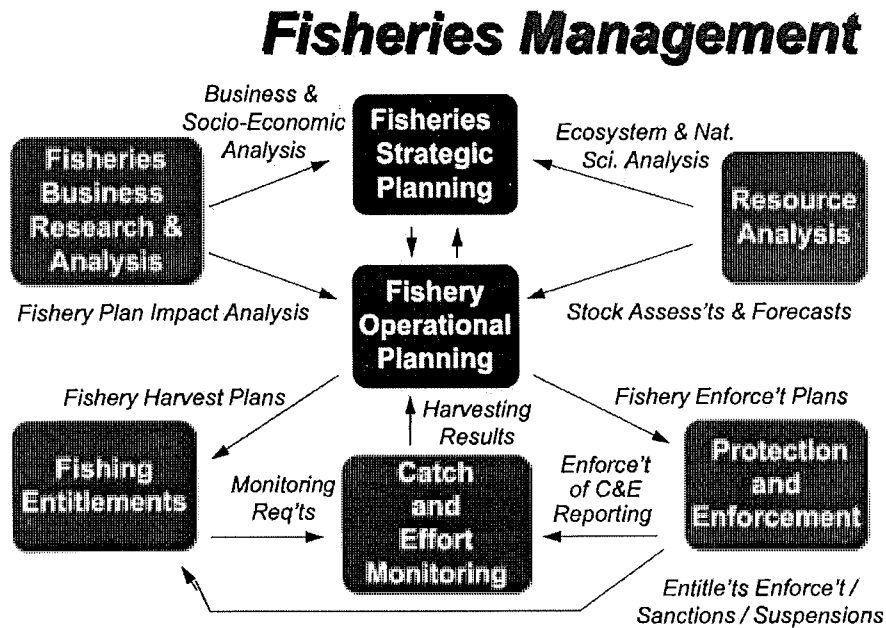 Fisheries Management
Business &
Socio-Economic
Analysis
Fisheries
Strategic
Planning
Ecosystem & Nat.
Sci. Analysis
Fisheries
Business
Research &
Analysis
Resource
Analysis
Fishery Plan Impact Analysis
Fishery
Operational
Planning
Stock Assess'ts & Forecasts
Fishery Harvest Plans
Harvesting
Results
Fishery Enforce't Plans
Fishing
Entitlements
Monitoring
Req'ts
Catch
and
Effort
Monitoring
Enforce't
of C&E
Reporting
Protection
and
Enforcement
Entitle'ts Enforce't /
Sanctions / Suspensions